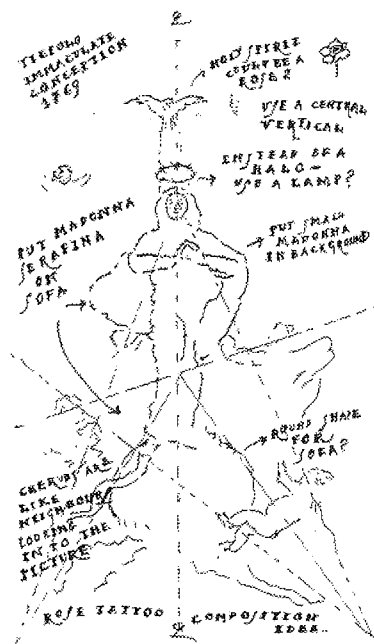 TIEPOLO
IMMACULATE
CONCEPTION
1769
HOLY SPIRIT
COULD BE A
ROSE?
USE A CENTRAL
VERTICAL
INSTEAD OF A
HALO -
USE A LAMP?
PUT MADONNA
SERAFINA
ON
SOFA
PUT SMALL
MADONNA
IN BACKGROUND
ROUND SHAPE
FOR
SOFA?
CHERUBS ARE
LIKE
NEIGHBOURS
LOOKING
IN TO THE
PICTURE
ROSE TATTOO COMPOSITION
IDEA..